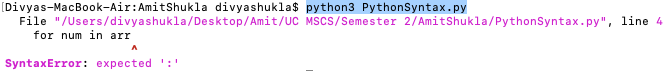 Divyas-MacBook-Air:AmitShukla divyashukla$ python3 PythonSyntax.py
File "/Users/divyashukla/Desktop/Amit/UC MSCS/Semester 2/AmitShukla/PythonSyntax.py", line 4
for num in arr
^
SyntaxError: expected ':'